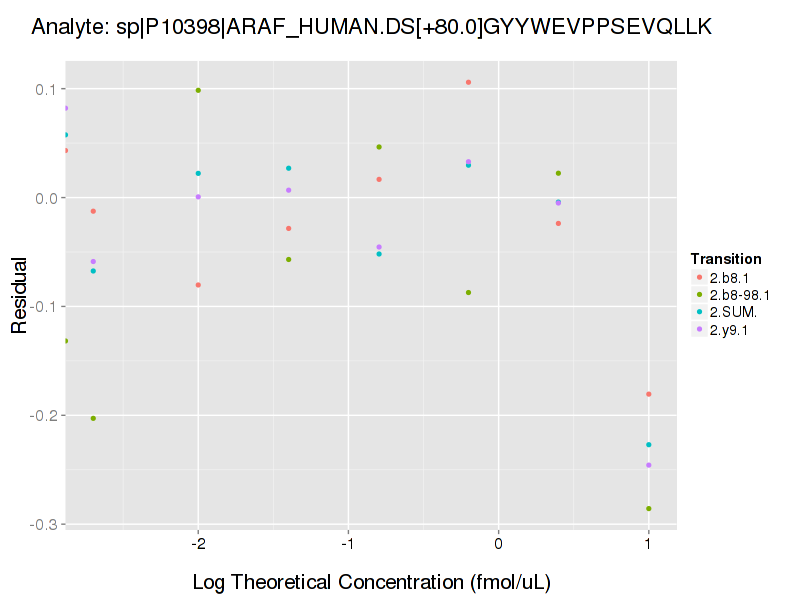 Analyte: sp|P10398|ARAF_HUMAN.DS[+80.0]GYYWEVPPSEVQLLK
0.1
0.0
-0.1
-0.2
-0.3
Residual
-2
-1
0
1
Log Theoretical Concentration (fmol/uL)
Transition
2.b8.1
2.b8-98.1
2.SUM.
2.y9.1